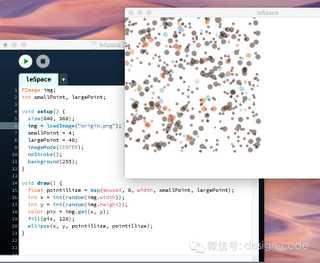 leSpace
leSpace
PImage img;
int smallPoint, largePoint;
void setup() {
size(640, 360);
img = loadImage("origin.png");
smallPoint = 4;
largePoint = 40;
imageMode(CENTER);
noStroke();
background(255);
}
void draw() {
float pointillize = map(mouseX, 0, width, smallPoint, largePoint);
int x = int(random(img.width));
int y = int(random(img.height));
color pix = img.get(x, y);
fill(pix, 128);
ellipse(x, y, pointillize, pointillize);
微信号: design-code